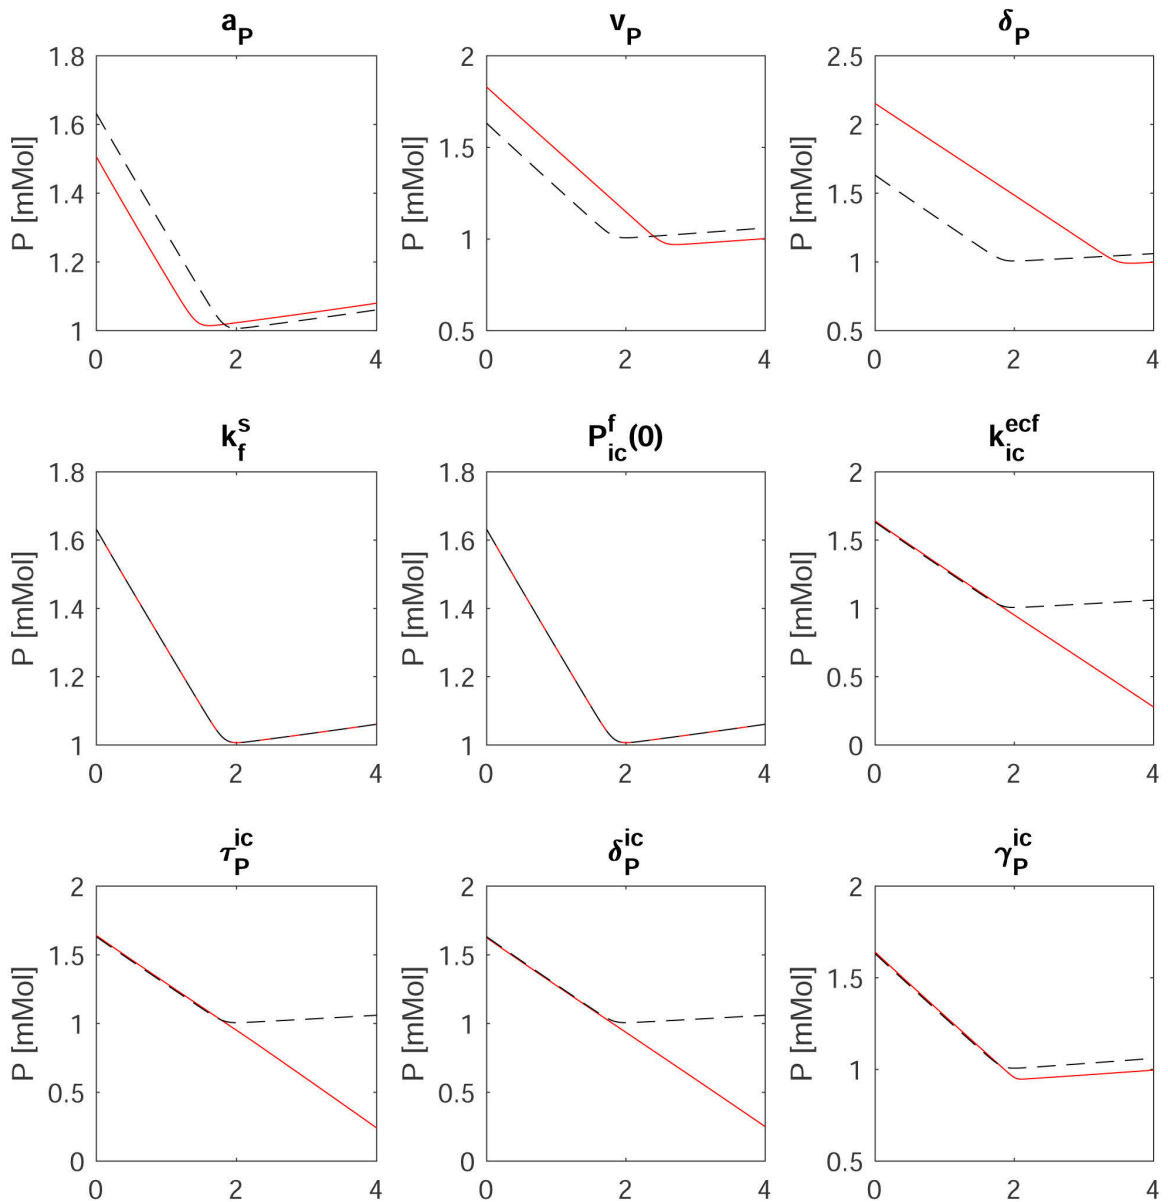 a_P v_P δ_P
P [mMol] 1.8 1.6 1.4 1.2 1 0 2 4
P [mMol] 2 1.5 1 0.5 0 2 4
P [mMol] 2.5 2 1.5 1 0.5 0 2 4
k_f^s P_ic^f(0) k_ic^ecf
P [mMol] 1.8 1.6 1.4 1.2 1 0 2 4
P [mMol] 1.8 1.6 1.4 1.2 1 0 2 4
P [mMol] 2 1.5 1 0.5 0 0 2 4
τ_P^ic δ_P^ic γ_P^ic
P [mMol] 2 1.5 1 0.5 0 0 2 4
P [mMol] 2 1.5 1 0.5 0 0 2 4
P [mMol] 2 1.5 1 0.5 0 2 4